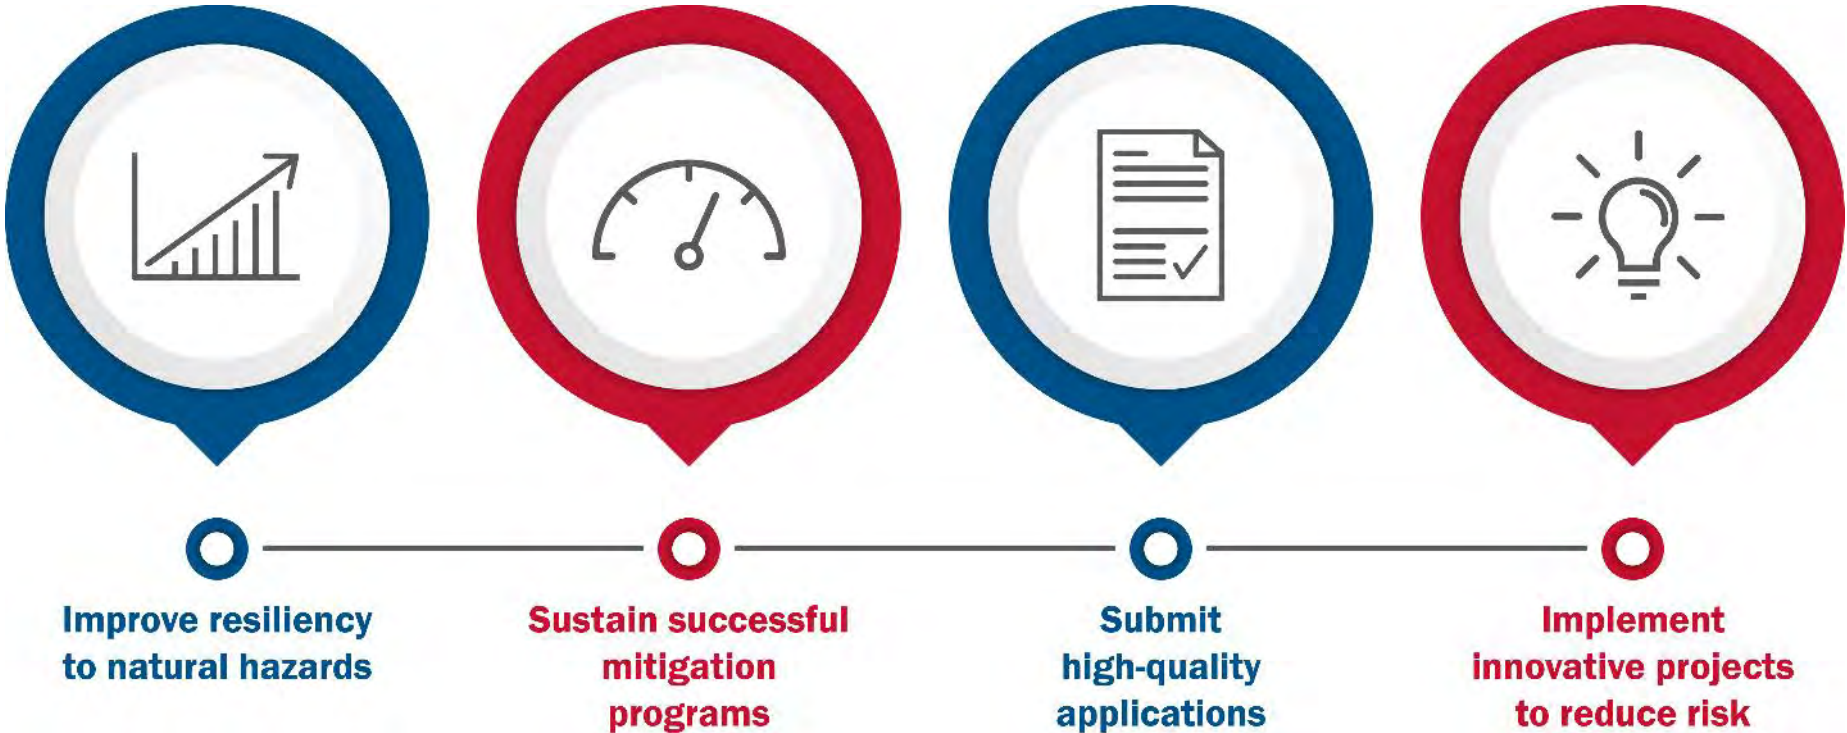 Improve resiliency
to natural hazards
Sustain successful
mitigation
programs
Submit
high-quality
applications
Implement
innovative projects
to reduce risk